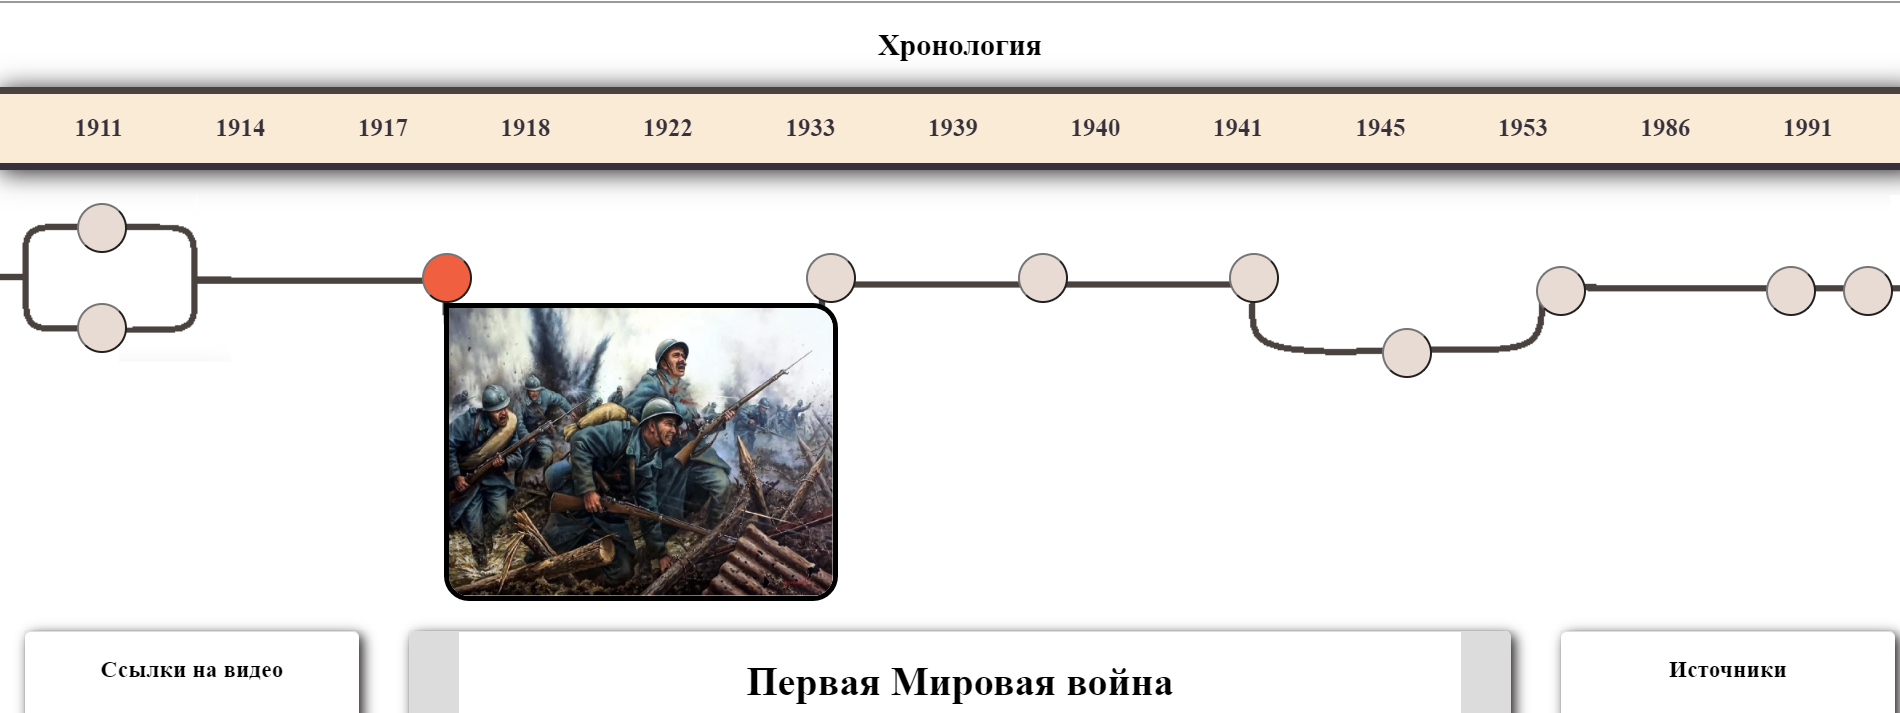 Хронология
1911 1914 1917 1918 1922 1933 1939 1940 1941 1945 1953 1986 1991
Ссылки на видео
Первая Мировая война
Источники